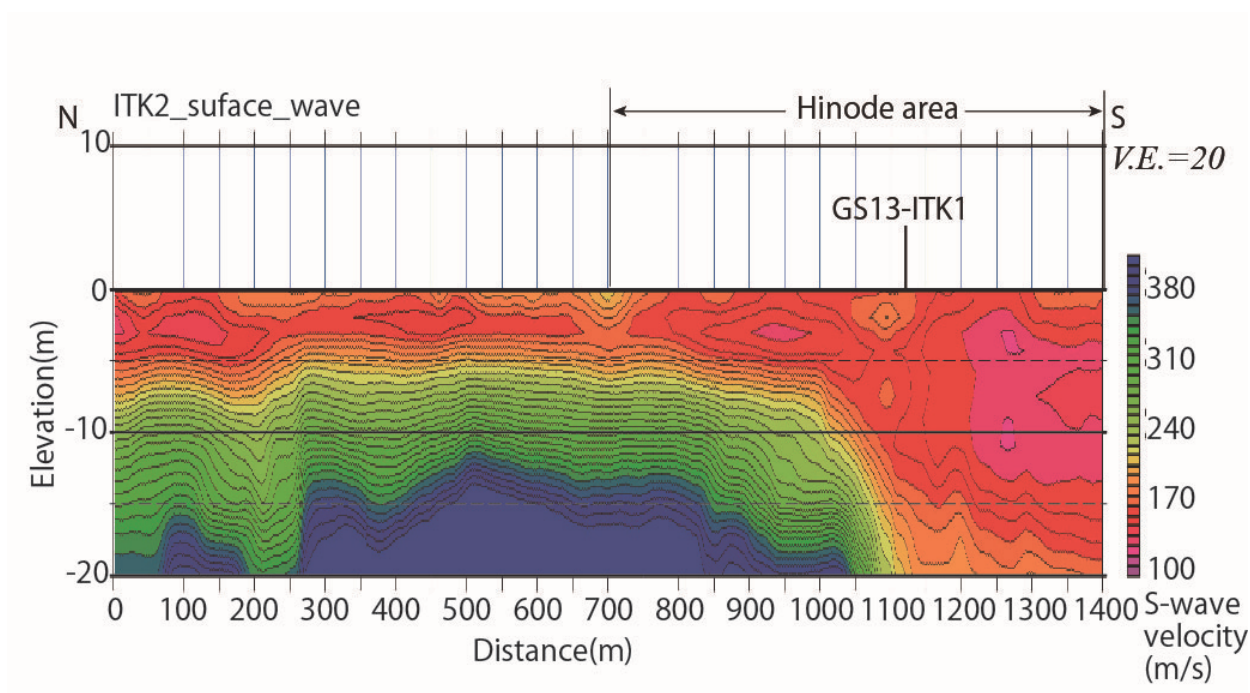 ITK2_suface_wave
Hinode area
N
S
10
V.E.=20
GS13-ITK1
0
-10
-20
Elevation(m)
380
310
240
170
100
0 100 200 300 400 500 600 700 800 900 1000 1100 1200 1300 1400
Distance(m)
S-wave
velocity
(m/s)